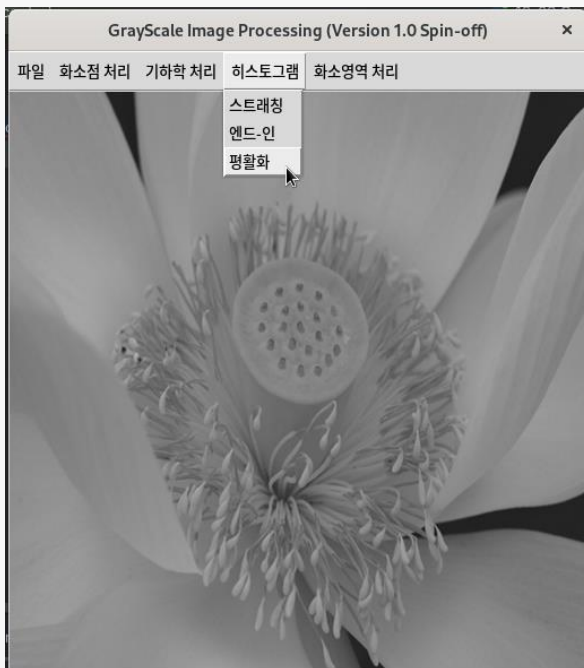 GrayScale Image Processing (Version 1.0 Spin-off) ×
파일 화소점 처리 기하학 처리 히스토그램 화소영역 처리
스트래칭
엔드-인
평활화